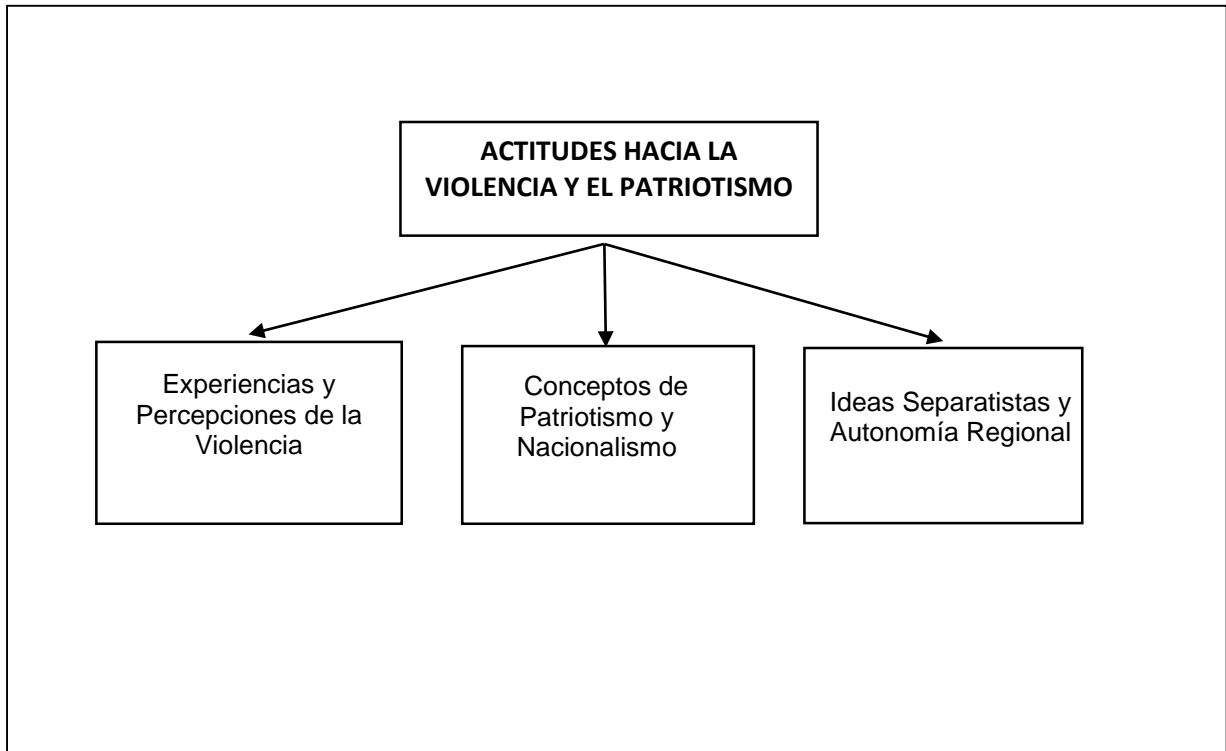 ACTITUDES HACIA LA
VIOLENCIA Y EL PATRIOTISMO
Experiencias y
Percepciones de la
Violencia
Conceptos de
Patriotismo y
Nacionalismo
Ideas Separatistas y
Autonomía Regional